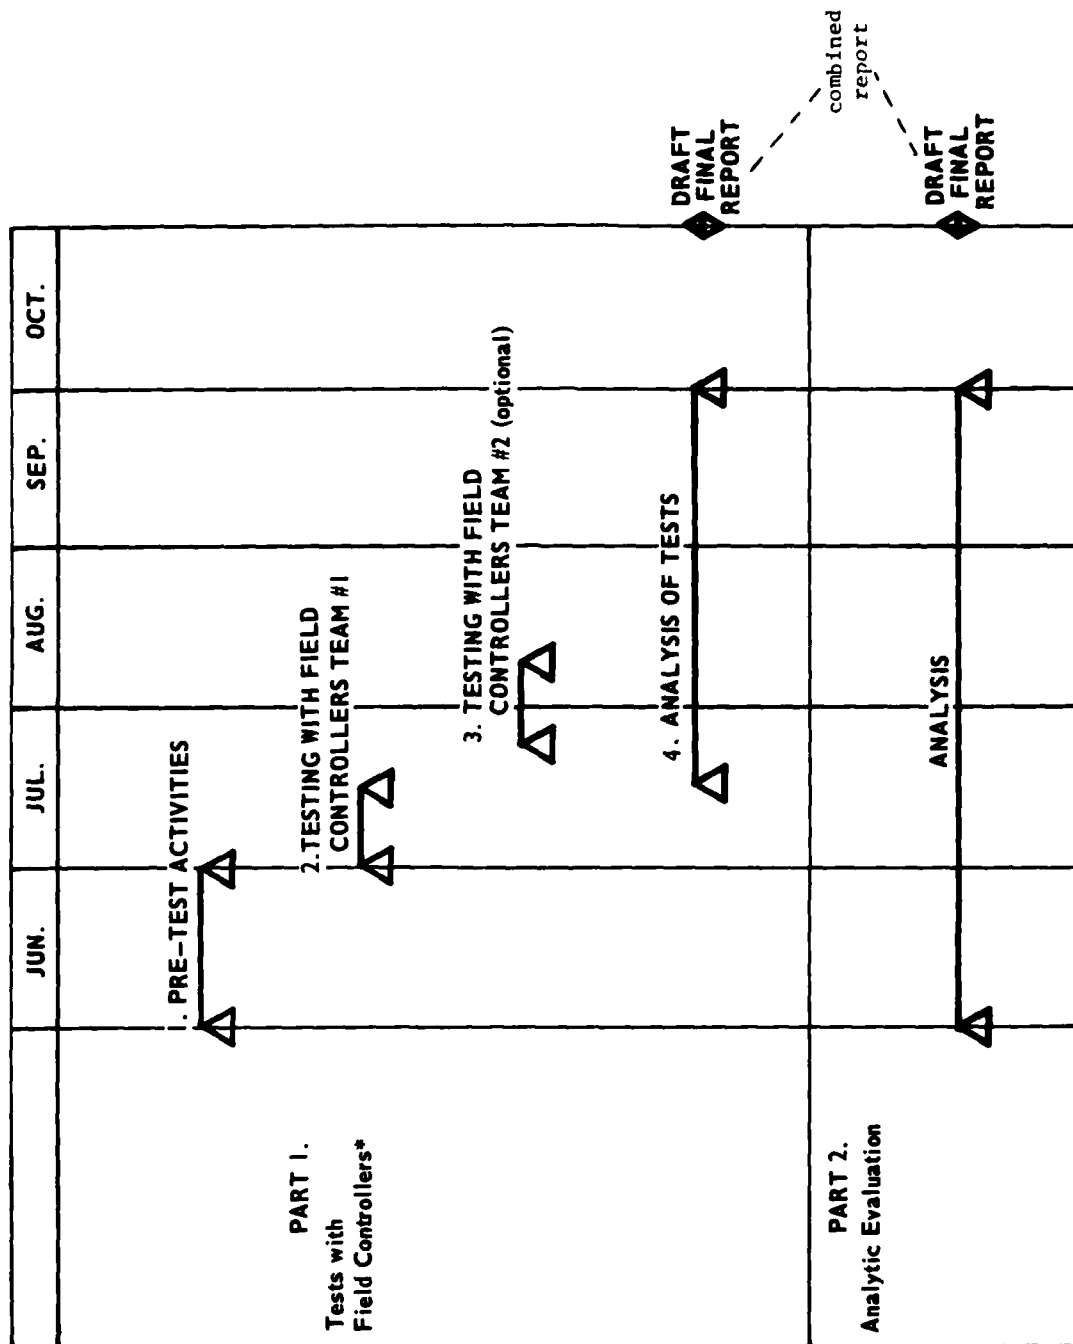 JUN.
JUL.
AUG.
SEP.
OCT.
PART 1.
Tests with
Field Controllers*
. PRE-TEST ACTIVITIES
2.TESTING WITH FIELD
CONTROLLERS TEAM #1
3. TESTING WITH FIELD
CONTROLLERS TEAM #2 (optional)
4. ANALYSIS OF TESTS
DRAFT
FINAL
REPORT
combined
report
PART 2.
Analytic Evaluation
ANALYSIS
DRAFT
FINAL
REPORT